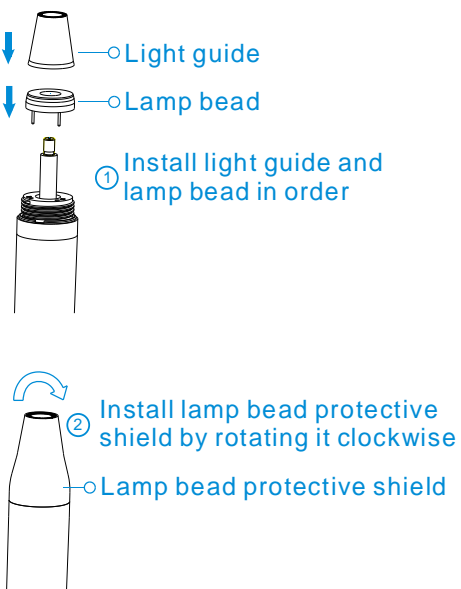 Light guide
Lamp bead
① Install light guide and
lamp bead in order
② Install lamp bead protective
shield by rotating it clockwise
Lamp bead protective shield